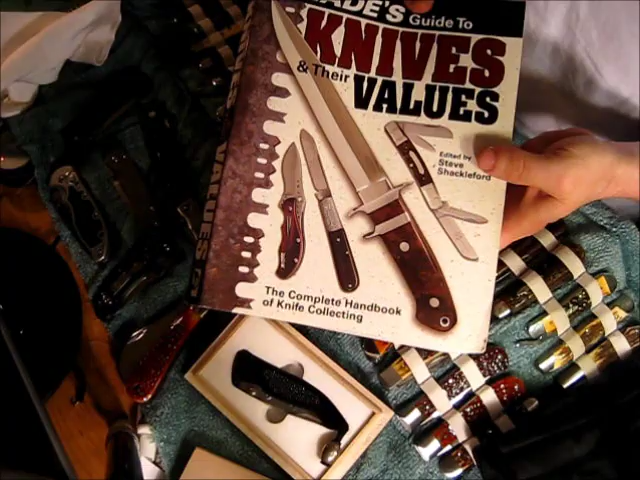 ADE'S Guide To
KNIVES
& Their VALUES
Edited by
Steve
Shackleford
The Complete Handbook
of Knife Collecting
VALUES